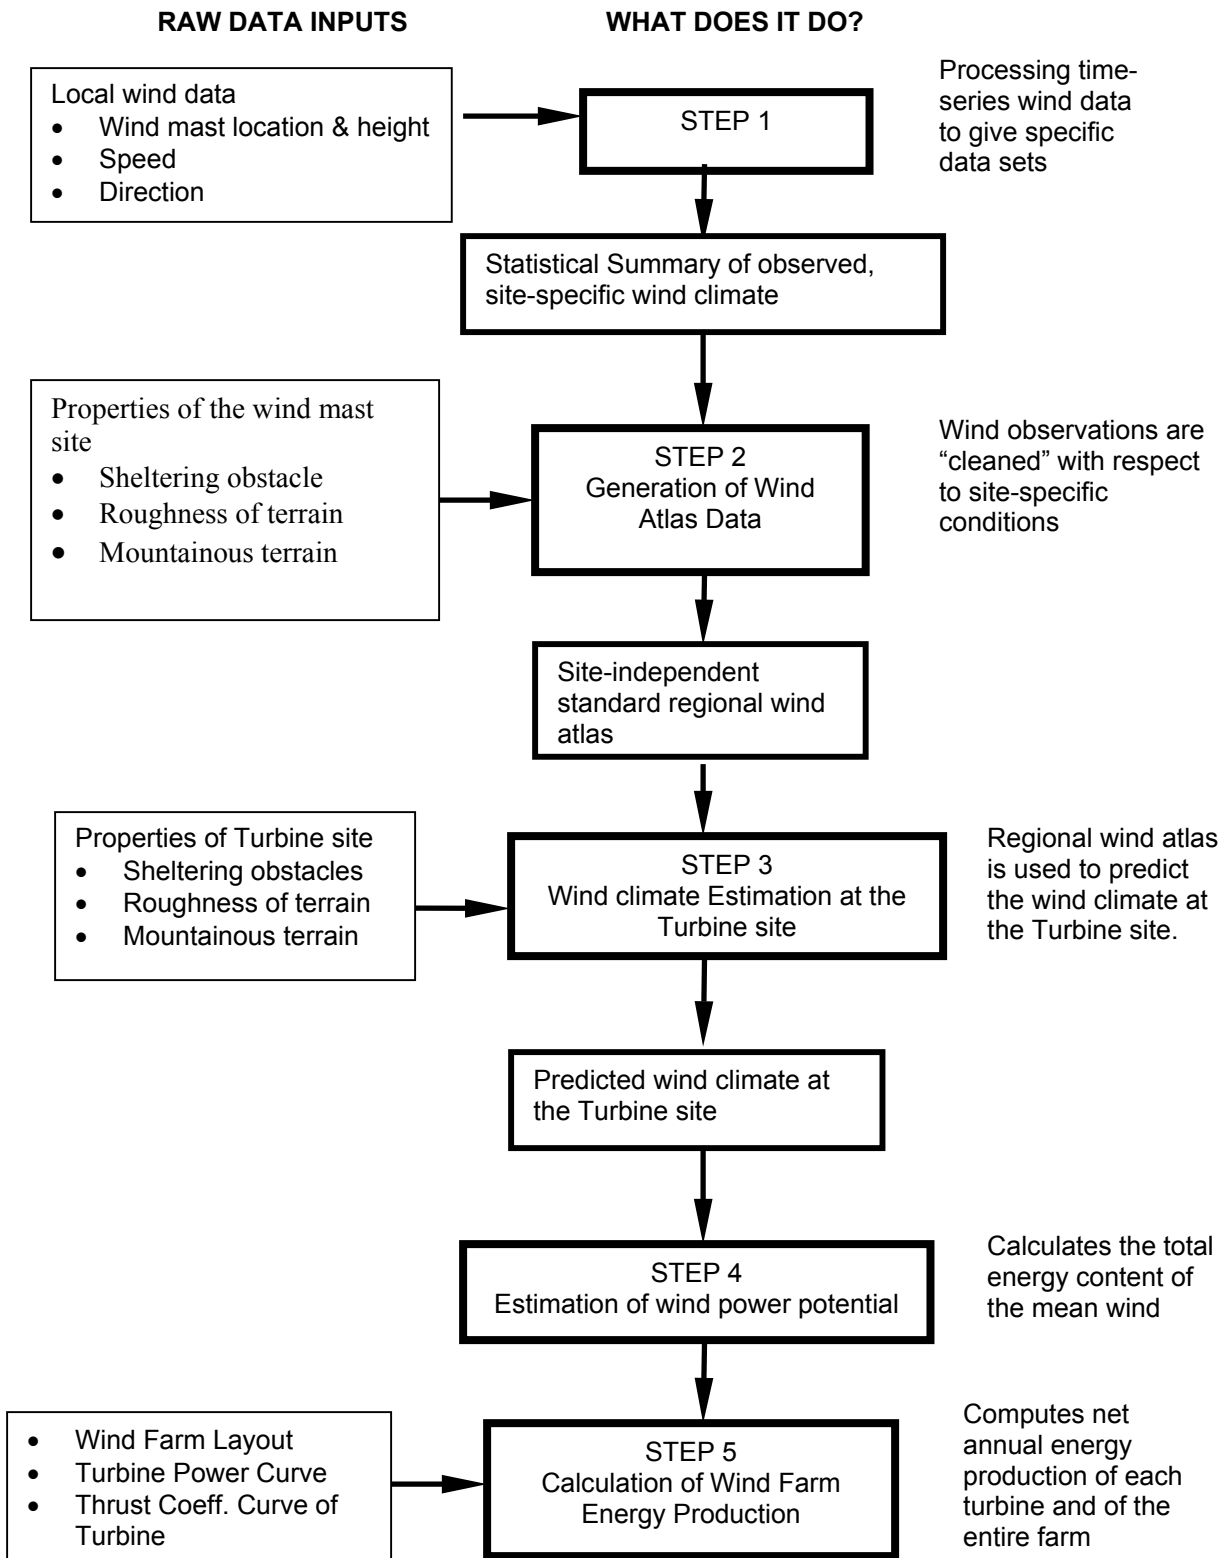 RAW DATA INPUTS
WHAT DOES IT DO?
Local wind data
• Wind mast location & height
• Speed
• Direction
STEP 1
Processing time-
series wind data
to give specific
data sets
Statistical Summary of observed,
site-specific wind climate
Properties of the wind mast
site
• Sheltering obstacle
• Roughness of terrain
• Mountainous terrain
STEP 2
Generation of Wind
Atlas Data
Wind observations are
“cleaned” with respect
to site-specific
conditions
Site-independent
standard regional wind
atlas
Properties of Turbine site
• Sheltering obstacles
• Roughness of terrain
• Mountainous terrain
STEP 3
Wind climate Estimation at the
Turbine site
Regional wind atlas
is used to predict
the wind climate at
the Turbine site.
Predicted wind climate at
the Turbine site
STEP 4
Estimation of wind power potential
Calculates the total
energy content of
the mean wind
• Wind Farm Layout
• Turbine Power Curve
• Thrust Coeff. Curve of
Turbine
STEP 5
Calculation of Wind Farm
Energy Production
Computes net
annual energy
production of each
turbine and of the
entire farm